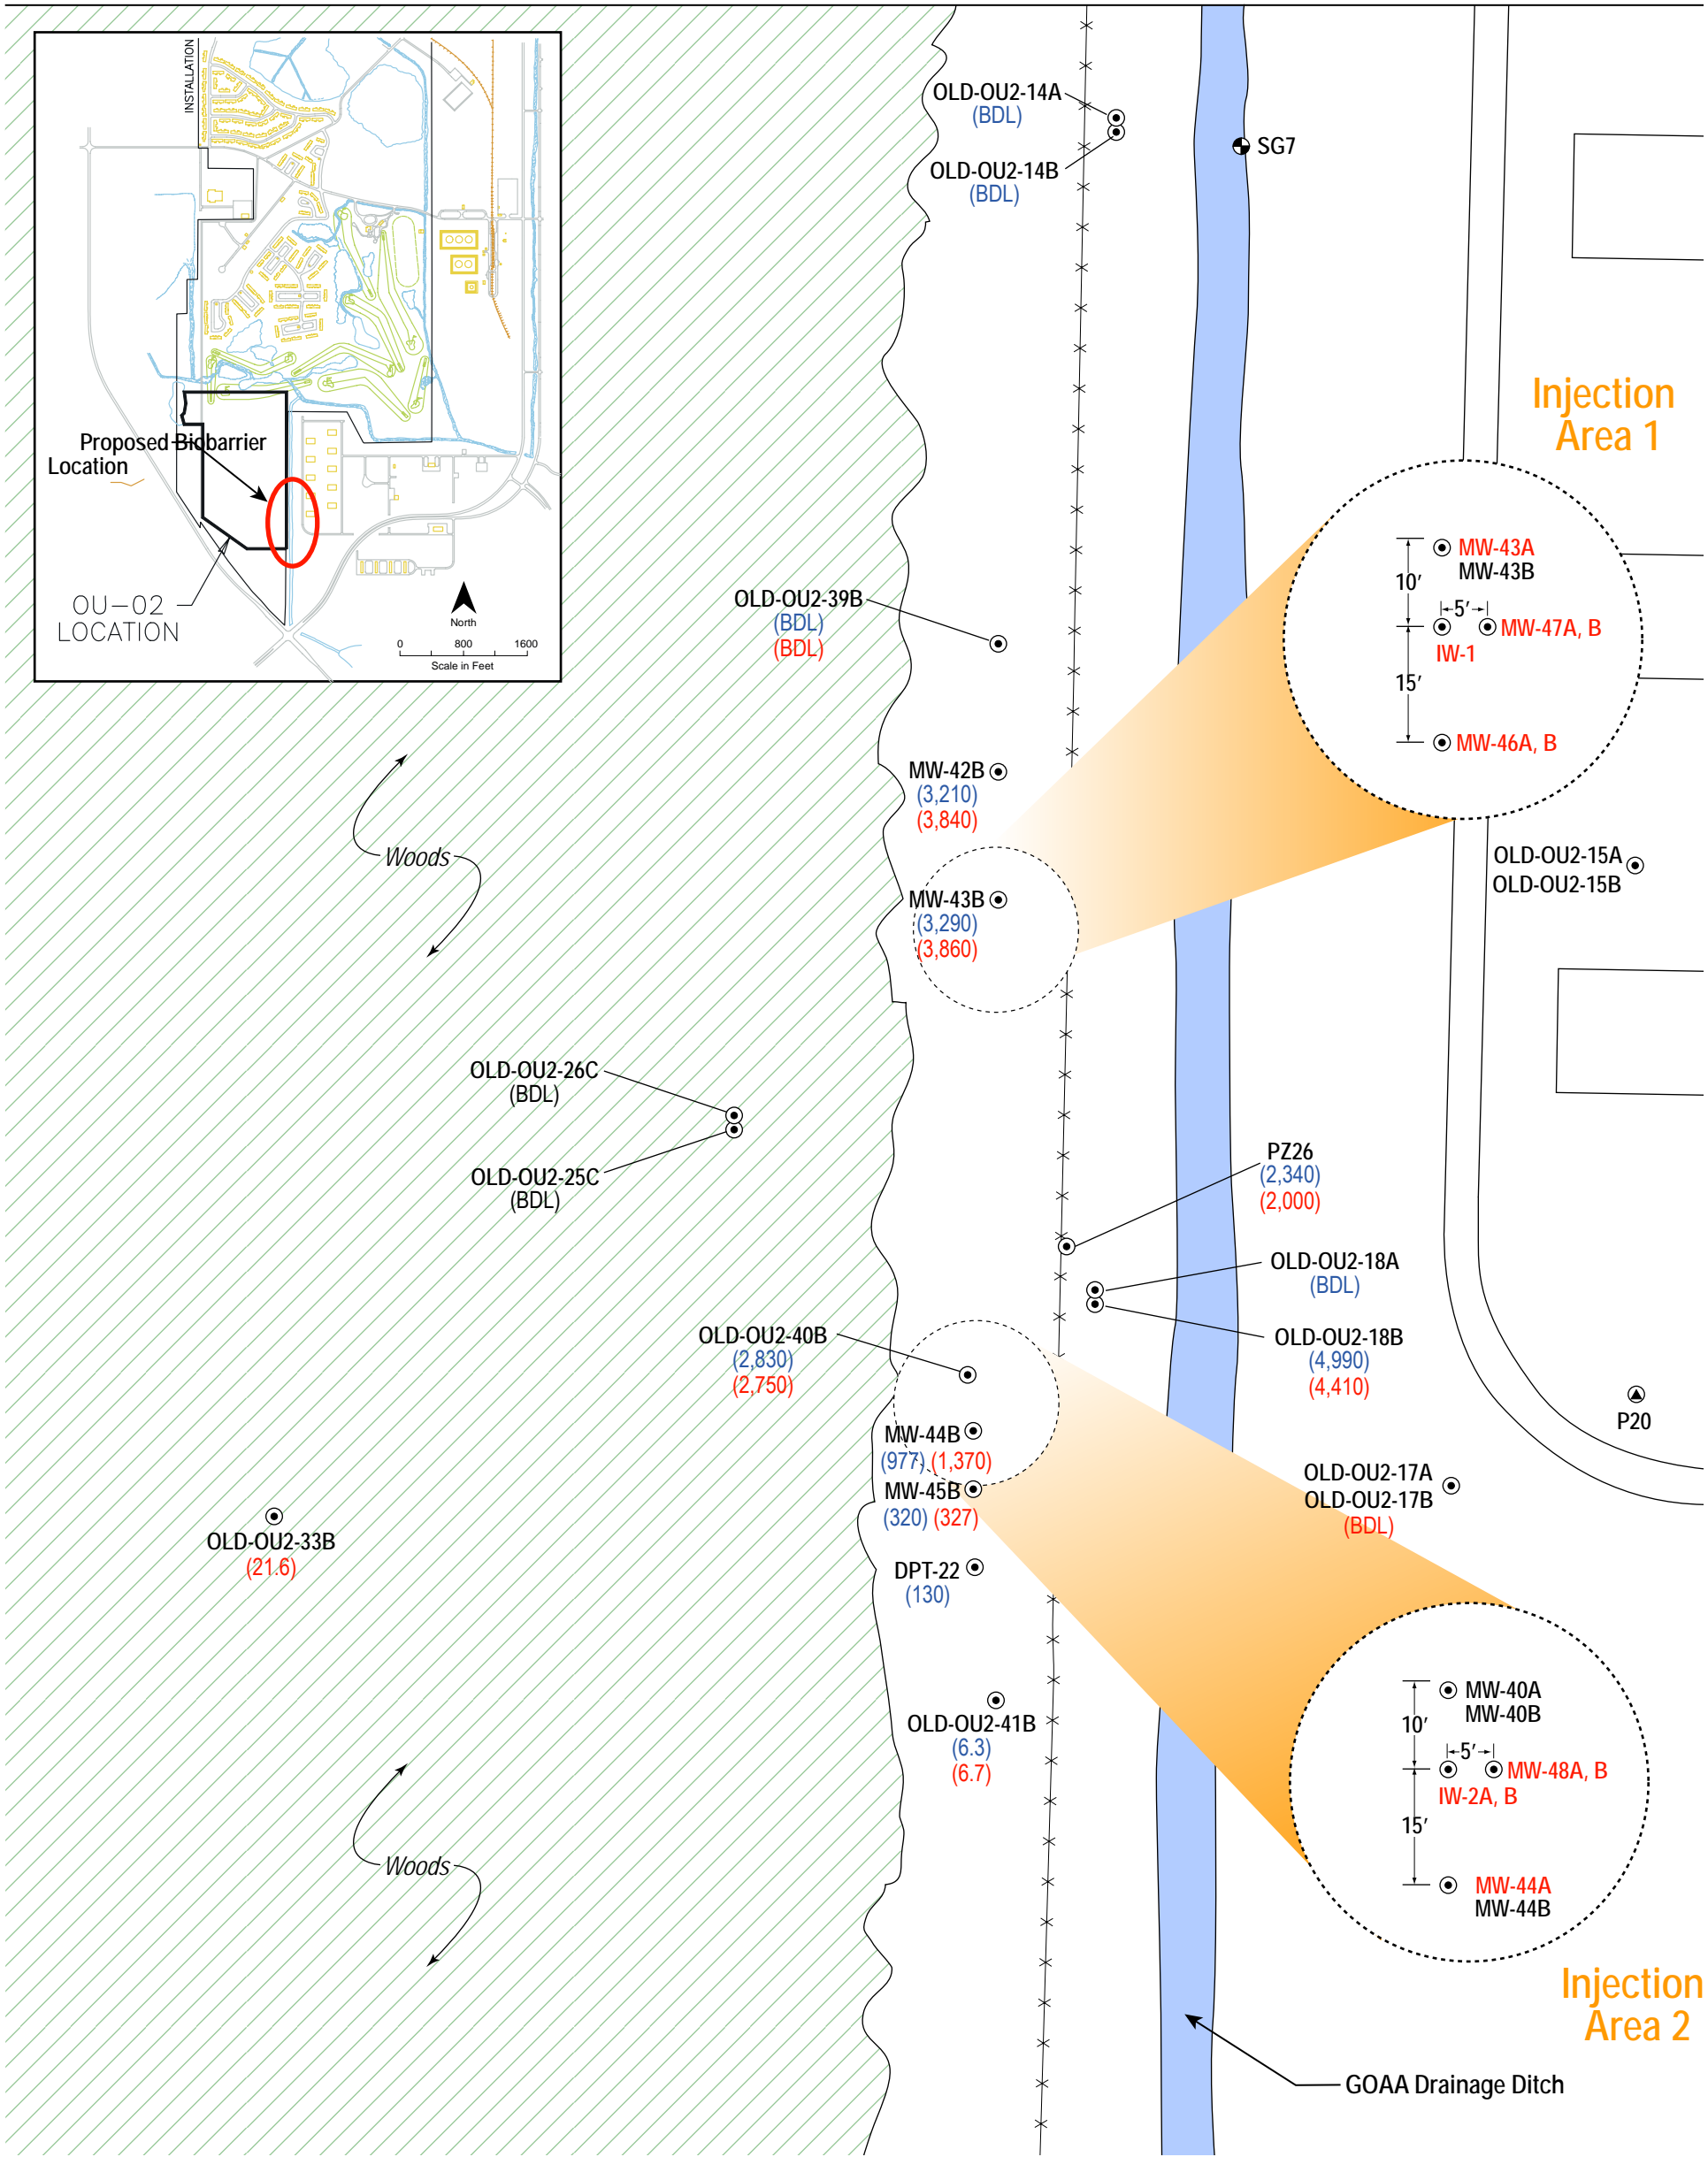 INSTALLATION
Proposed Biobarrier
Location
OU-02
LOCATION
North
0 800 1600
Scale in Feet
OLD-OU2-14A
(BDL)
SG7
OLD-OU2-14B
(BDL)
Injection
Area 1
MW-43A
MW-43B
10'
5'
MW-47A, B
IW-1
15'
MW-46A, B
OLD-OU2-39B
(BDL)
(BDL)
MW-42B
(3,210)
(3,840)
Woods
MW-43B
(3,290)
(3,860)
OLD-OU2-15A
OLD-OU2-15B
OLD-OU2-26C
(BDL)
OLD-OU2-25C
(BDL)
PZ26
(2,340)
(2,000)
OLD-OU2-18A
(BDL)
OLD-OU2-18B
(4,990)
(4,410)
OLD-OU2-40B
(2,830)
(2,750)
P20
MW-44B
(977) (1,370)
MW-45B
(320) (327)
OLD-OU2-17A
OLD-OU2-17B
(BDL)
OLD-OU2-33B
(21.6)
DPT-22
(130)
OLD-OU2-41B
(6.3)
(6.7)
MW-40A
MW-40B
10'
5'
MW-48A, B
IW-2A, B
15'
MW-44A
MW-44B
Woods
Injection
Area 2
GOAA Drainage Ditch